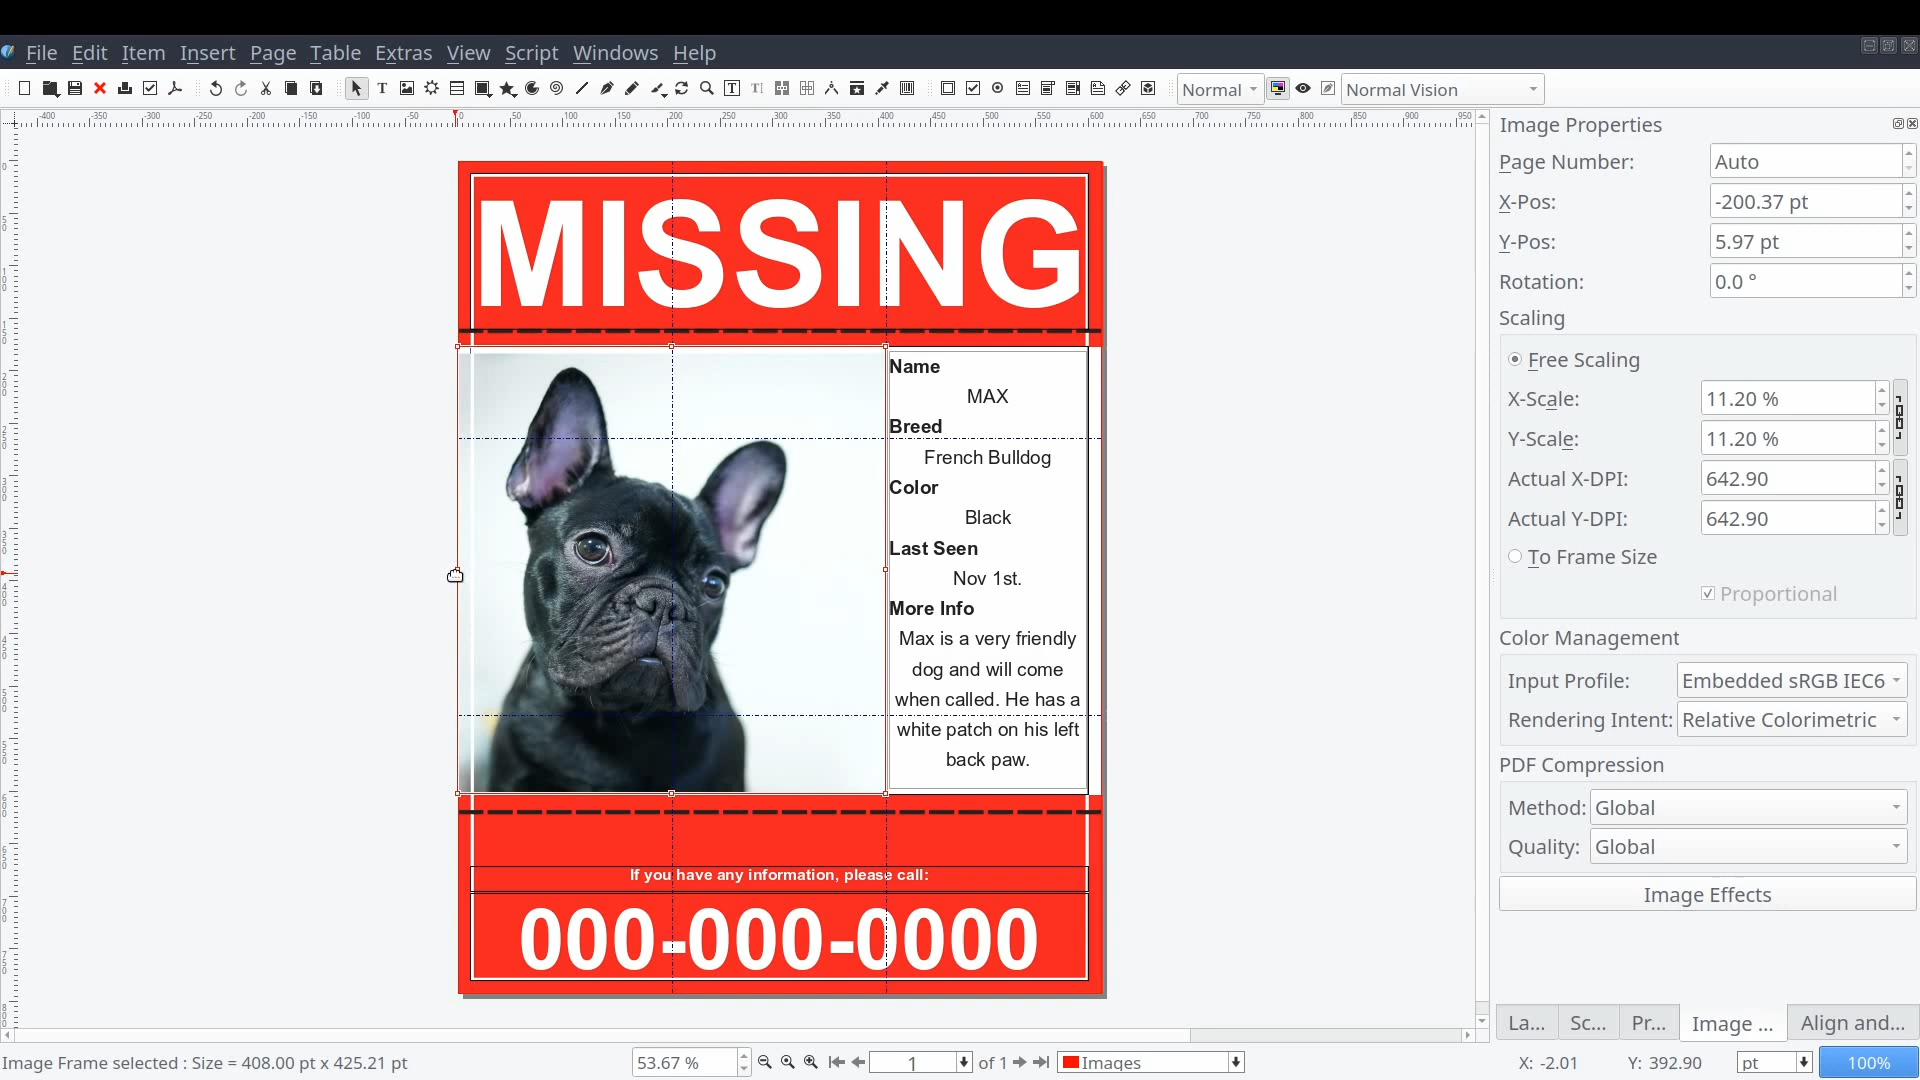 File Edit Item Insert Page Table Extras View Script Windows Help
Normal Normal Vision
Image Properties
Page Number: Auto
X-Pos: -200.37 pt
Y-Pos: 5.97 pt
Rotation: 0.0 °
Scaling
Free Scaling
X-Scale: 11.20 %
Y-Scale: 11.20 %
Actual X-DPI: 642.90
Actual Y-DPI: 642.90
To Frame Size
Proportional
Color Management
Input Profile: Embedded sRGB IEC6
Rendering Intent: Relative Colorimetric
PDF Compression
Method: Global
Quality: Global
Image Effects
La... Sc... Pr... Image ... Align and...
MISSING
Name
MAX
Breed
French Bulldog
Color
Black
Last Seen
Nov 1st.
More Info
Max is a very friendly
dog and will come
when called. He has a
white patch on his left
back paw.
If you have any information, please call:
000-000-0000
Image Frame selected : Size = 408.00 pt x 425.21 pt 53.67 % 1 of 1 Images X: -2.01 Y: 392.90 pt 100%